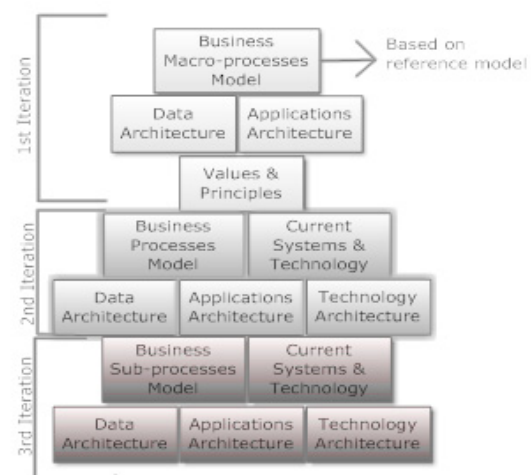 1st Iteration
Business
Macro-processes
Model
Based on
reference model
Data
Architecture
Applications
Architecture
Values &
Principles
2nd Iteration
Business
Processes
Model
Current
Systems &
Technology
Data
Architecture
Applications
Architecture
Technology
Architecture
3rd Iteration
Business
Sub-processes
Model
Current
Systems &
Technology
Data
Architecture
Applications
Architecture
Technology
Architecture